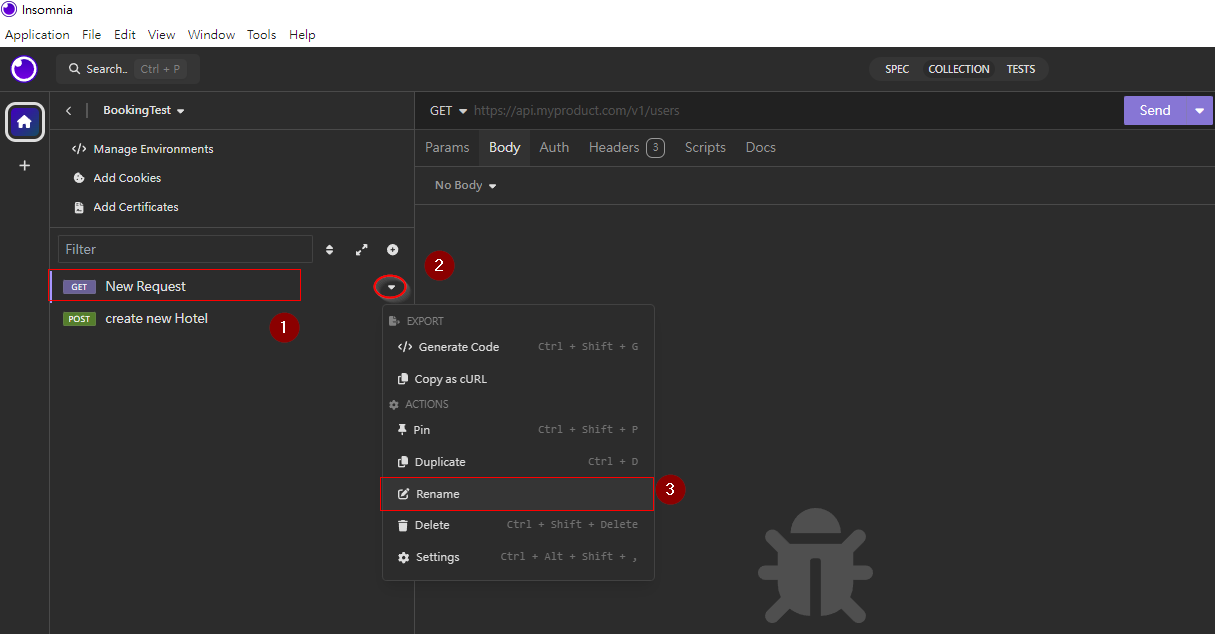 Insomnia
Application File Edit View Window Tools Help
Search.. Ctrl + P SPEC COLLECTION TESTS
BookingTest GET https://api.myproduct.com/v1/users Send
Manage Environments Params Body Auth Headers 3 Scripts Docs
Add Cookies No Body
Add Certificates
Filter
2
GET New Request
POST create new Hotel 1
EXPORT
Generate Code Ctrl + Shift + G
Copy as cURL
ACTIONS
Pin Ctrl + Shift + P
Duplicate Ctrl + D
Rename 3
Delete Ctrl + Shift + Delete
Settings Ctrl + Alt + Shift + ,